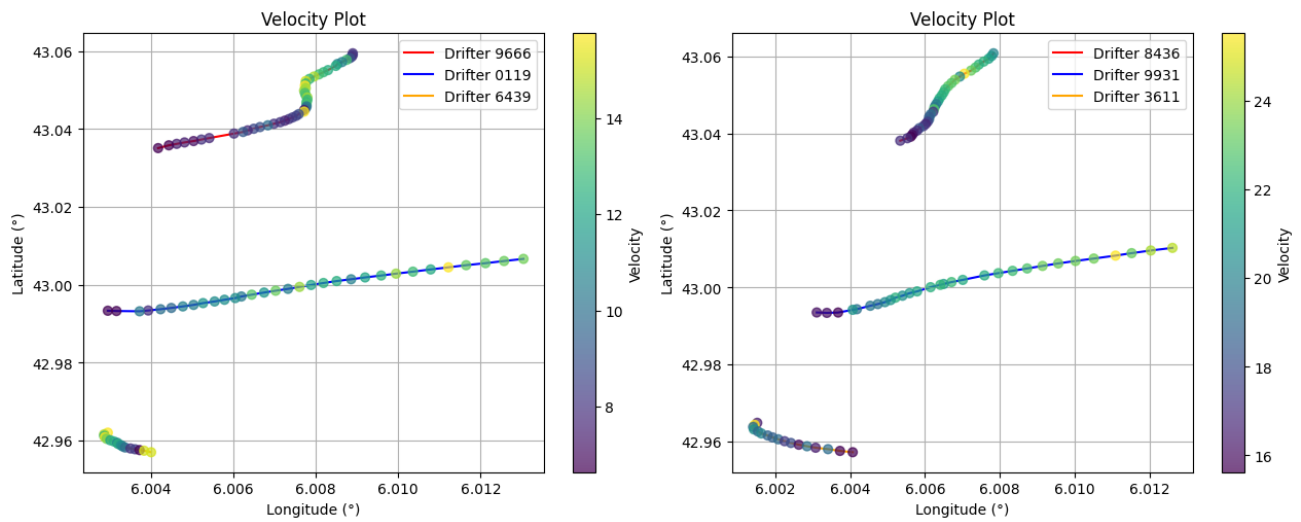 Velocity Plot
Drifter 9666
Drifter 0119
Drifter 6439
43.06
43.04
43.02
43.00
42.98
42.96
Latitude (°)
6.004
6.006
6.008
6.010
6.012
Longitude (°)
14
12
10
8
Velocity
Velocity Plot
Drifter 8436
Drifter 9931
Drifter 3611
43.06
43.04
43.02
43.00
42.98
42.96
Latitude (°)
6.002
6.004
6.006
6.008
6.010
6.012
Longitude (°)
24
22
20
18
16
Velocity